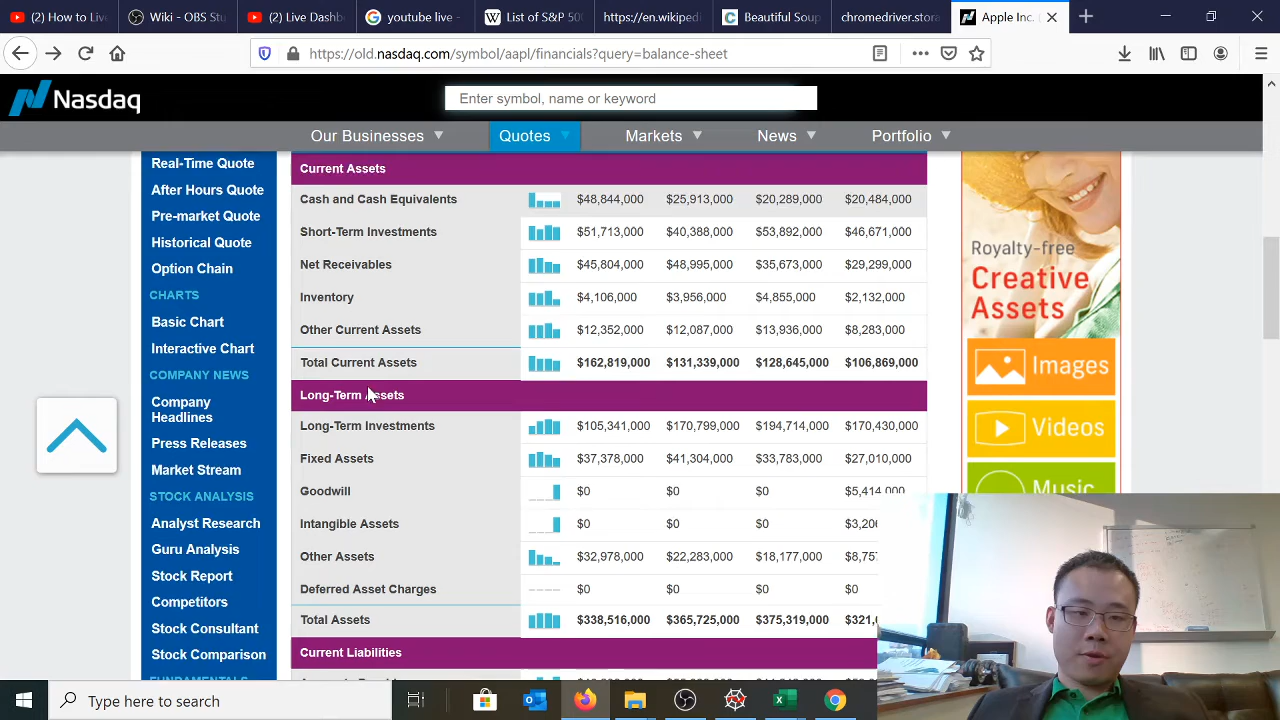 (1) How to Live
Wiki - OBS Stu
(2) Live Dashb
youtube live -
List of S&P 50
https://en.wikiped
Beautiful Soup
chromedriver.stora
Apple Inc. (
https://old.nasdaq.com/symbol/aapl/financials?query=balance-sheet
Nasdaq
Enter symbol, name or keyword
Our Businesses
Quotes
Markets
News
Portfolio
Real-Time Quote
After Hours Quote
Pre-market Quote
Historical Quote
Option Chain
CHARTS
Basic Chart
Interactive Chart
COMPANY NEWS
Company
Headlines
Press Releases
Market Stream
STOCK ANALYSIS
Analyst Research
Guru Analysis
Stock Report
Competitors
Stock Consultant
Stock Comparison
FUNDAMENTALS
Current Assets
Cash and Cash Equivalents $48,844,000 $25,913,000 $20,289,000 $20,484,000
Short-Term Investments $51,713,000 $40,388,000 $53,892,000 $46,671,000
Net Receivables $45,804,000 $48,995,000 $35,673,000 $29,299,000
Inventory $4,106,000 $3,956,000 $4,855,000 $2,132,000
Other Current Assets $12,352,000 $12,087,000 $13,936,000 $8,283,000
Total Current Assets $162,819,000 $131,339,000 $128,645,000 $106,869,000
Long-Term Assets
Long-Term Investments $105,341,000 $170,799,000 $194,714,000 $170,430,000
Fixed Assets $37,378,000 $41,304,000 $33,783,000 $27,010,000
Goodwill $0 $0 $0 $5,414,000
Intangible Assets $0 $0 $0 $3,206
Other Assets $32,978,000 $22,283,000 $18,177,000 $8,757
Deferred Asset Charges $0 $0 $0 $0
Total Assets $338,516,000 $365,725,000 $375,319,000 $321,
Current Liabilities
Royalty-free
Creative
Assets
Images
Videos
Music
Type here to search